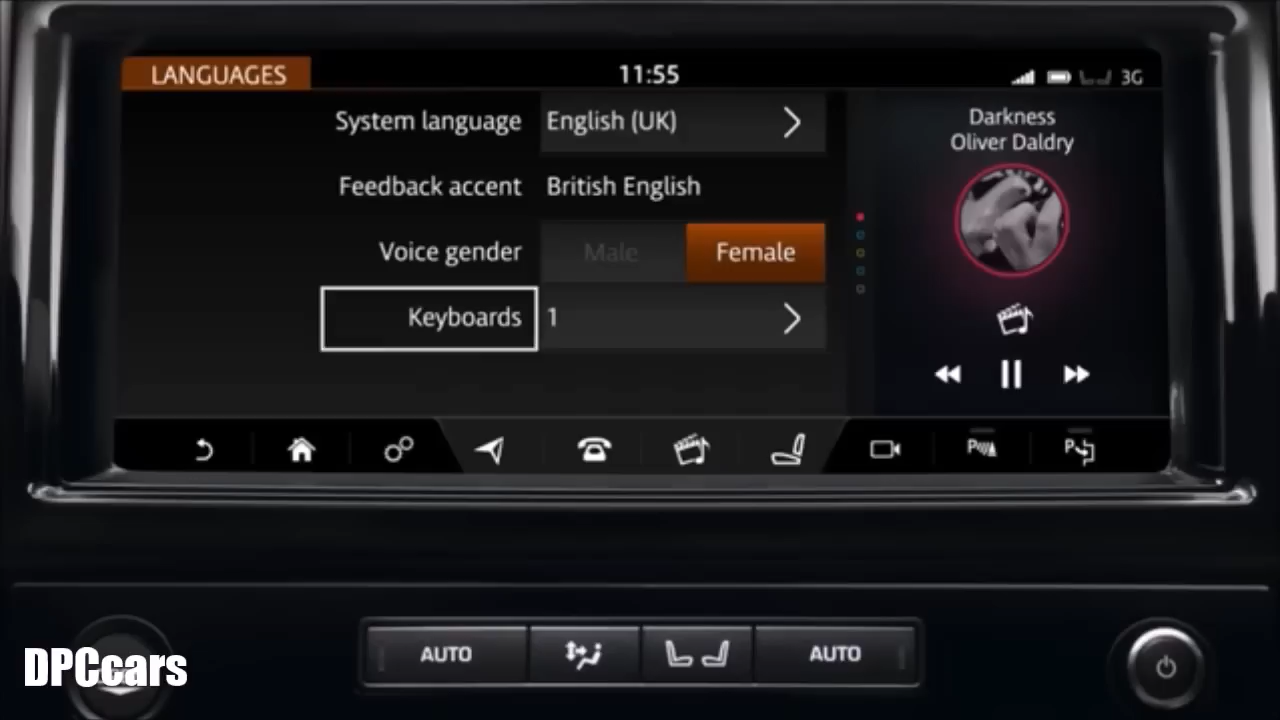 LANGUAGES
11:55
3G
System language English (UK)
Feedback accent British English
Voice gender Male Female
Keyboards 1
Darkness
Oliver Daldry
P
P
AUTO
AUTO
DPCcars